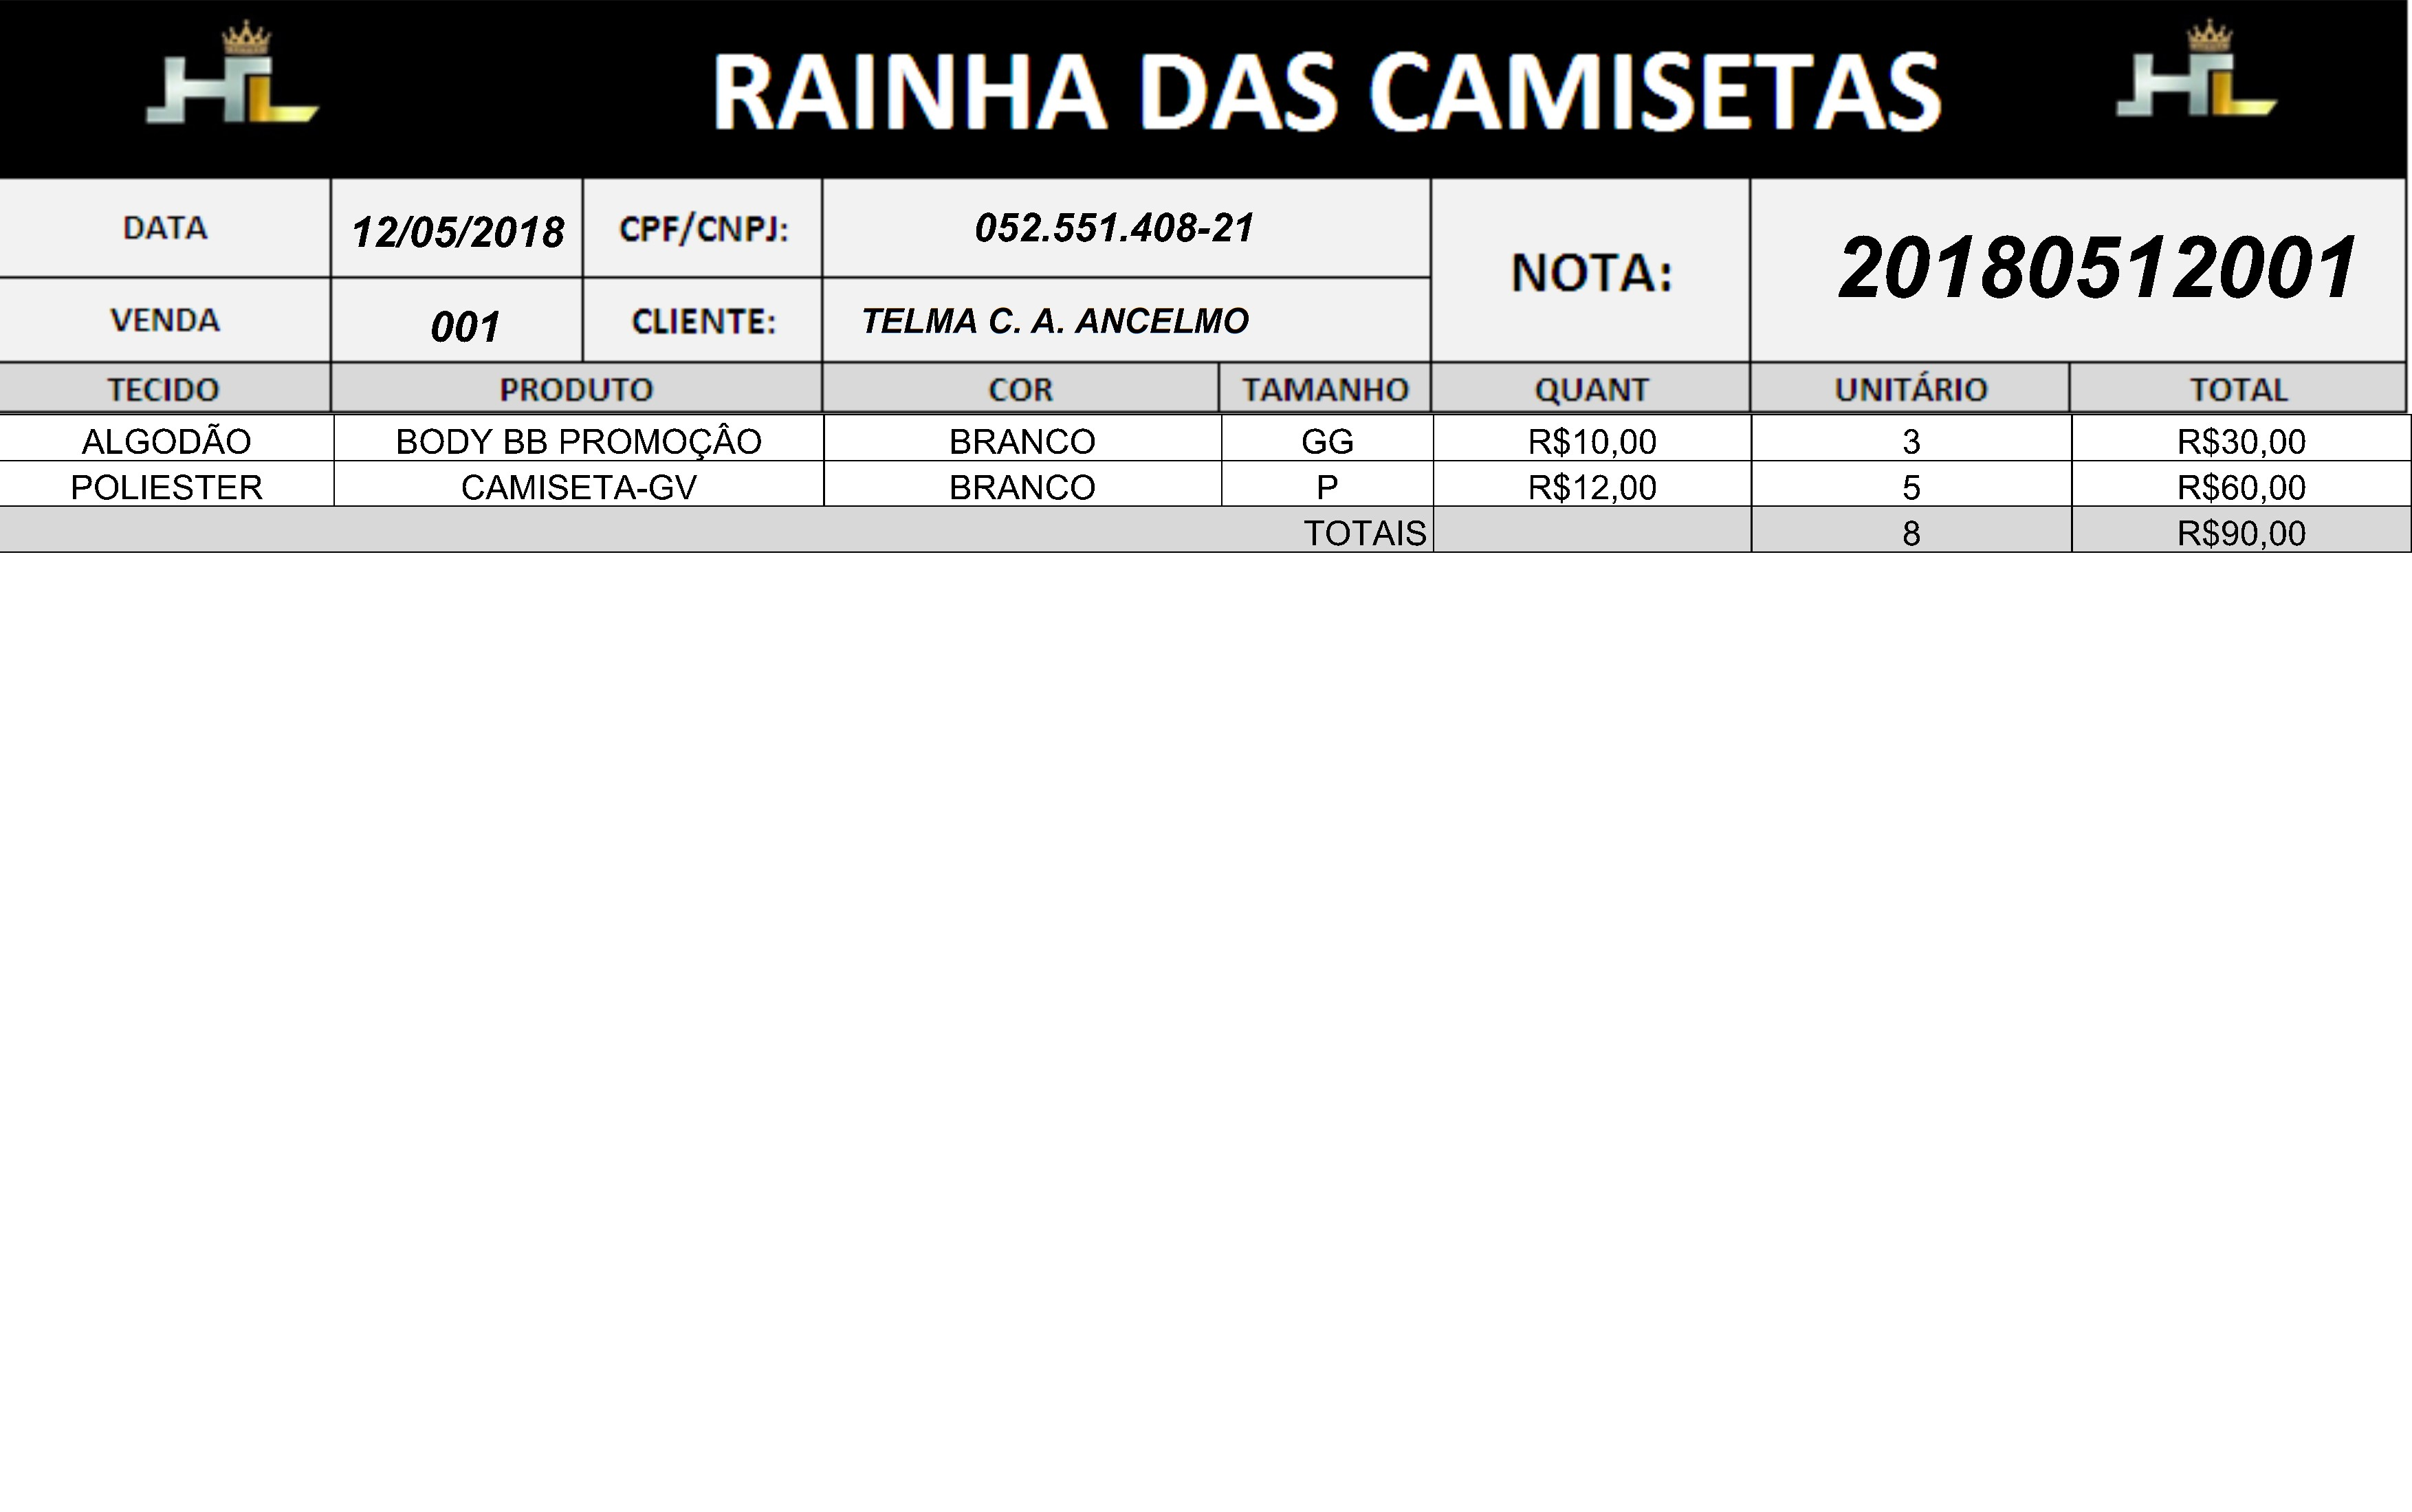 HL RAINHA DAS CAMISETAS HL
DATA 12/05/2018 CPF/CNPJ: 052.551.408-21 NOTA: 20180512001
VENDA 001 CLIENTE: TELMA C. A. ANCELMO
TECIDO PRODUTO COR TAMANHO QUANT UNITÁRIO TOTAL
ALGODÃO BODY BB PROMOÇÂO BRANCO GG R$10,00 3 R$30,00
POLIESTER CAMISETA-GV BRANCO P R$12,00 5 R$60,00
TOTAIS 8 R$90,00